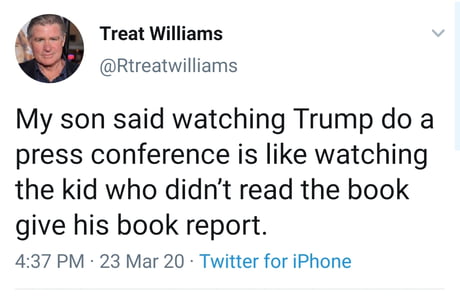 Treat Williams
@Rtreatwilliams
My son said watching Trump do a
press conference is like watching
the kid who didn’t read the book
give his book report.
4:37 PM · 23 Mar 20 · Twitter for iPhone